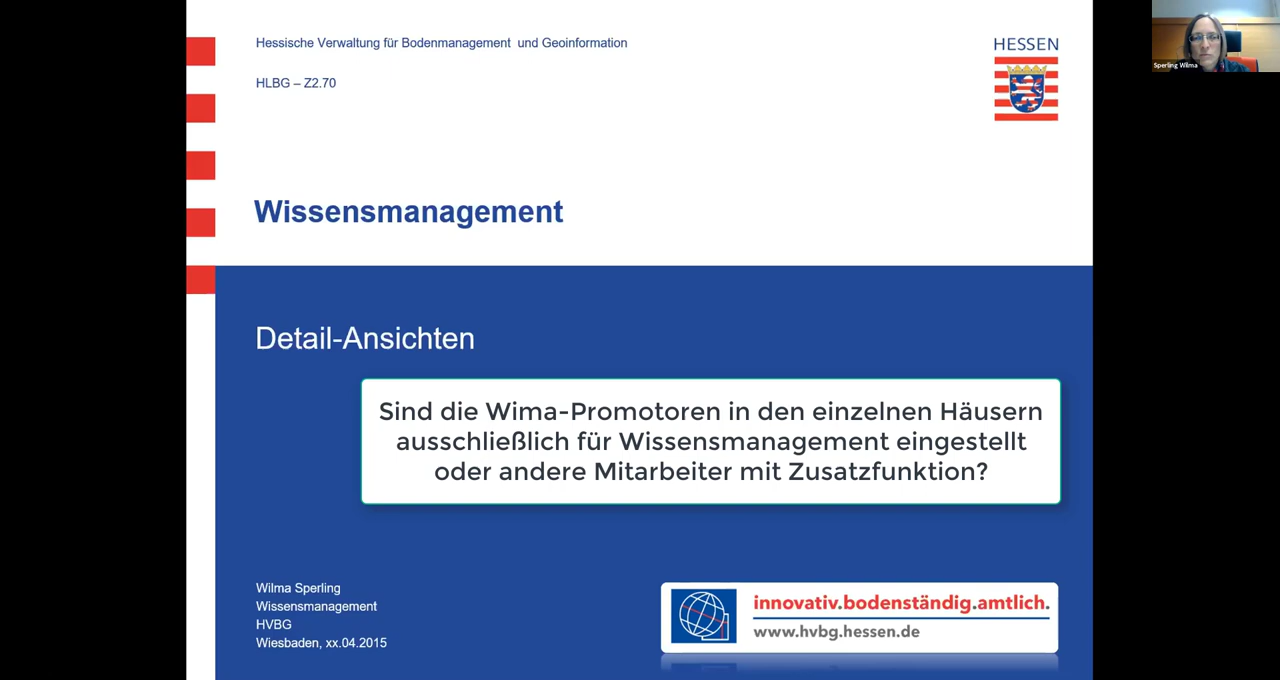 Hessische Verwaltung für Bodenmanagement und Geoinformation
HLBG – Z2.70
HESSEN
Sperling Wilma
Wissensmanagement
Detail-Ansichten
Sind die Wima-Promotoren in den einzelnen Häusern
ausschließlich für Wissensmanagement eingestellt
oder andere Mitarbeiter mit Zusatzfunktion?
Wilma Sperling
Wissensmanagement
HVBG
Wiesbaden, xx.04.2015
innovativ.bodenständig.amtlich.
www.hvbg.hessen.de